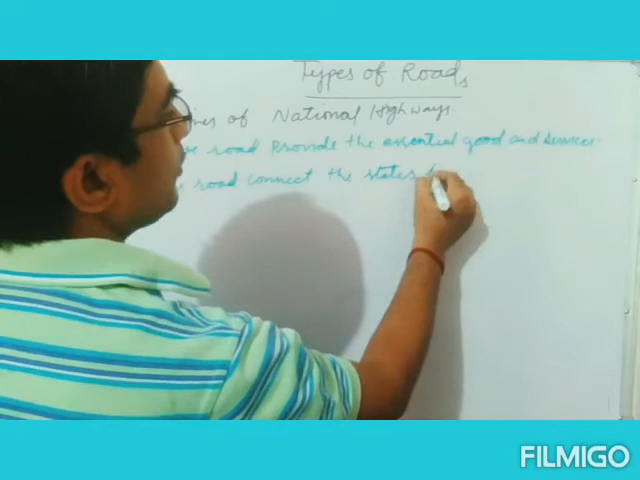 Types of Roads
of National Highways.
road provide the essential good and services.
road connect the states
FILMIGO